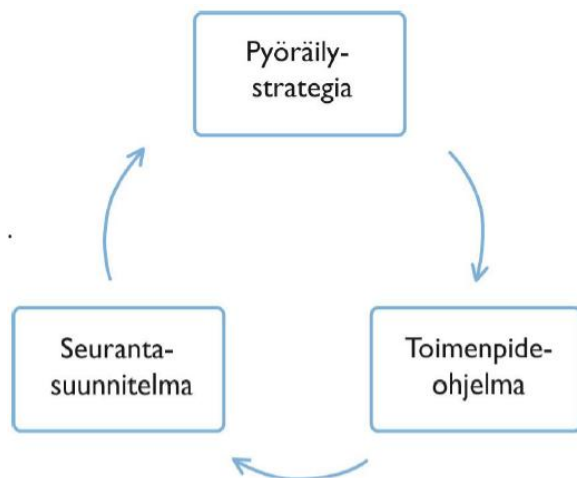 Pyöräily-
strategia
Seuranta-
suunnitelma
Toimenpide-
ohjelma